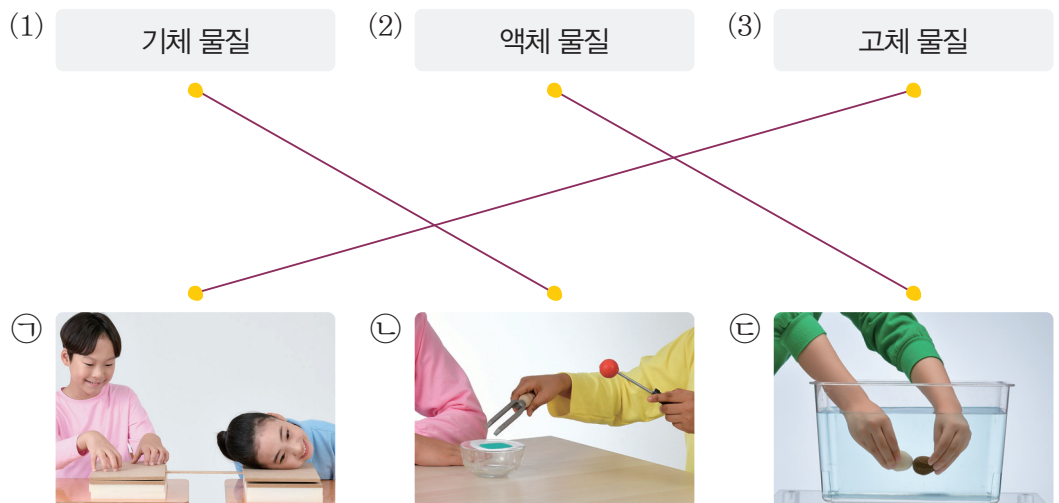 (1) 기체 물질 (2) 액체 물질 (3) 고체 물질
㉠ ㉡ ㉢